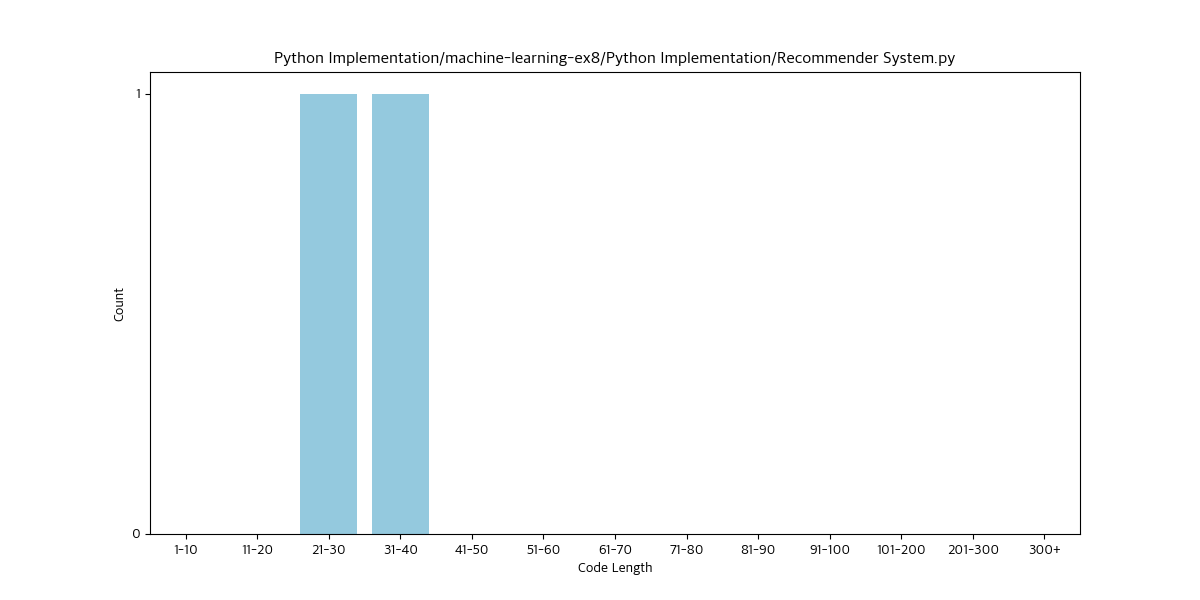 Python Implementation/machine-learning-ex8/Python Implementation/Recommender System.py
1
Count
0
1-10 11-20 21-30 31-40 41-50 51-60 61-70 71-80 81-90 91-100 101-200 201-300 300+
Code Length